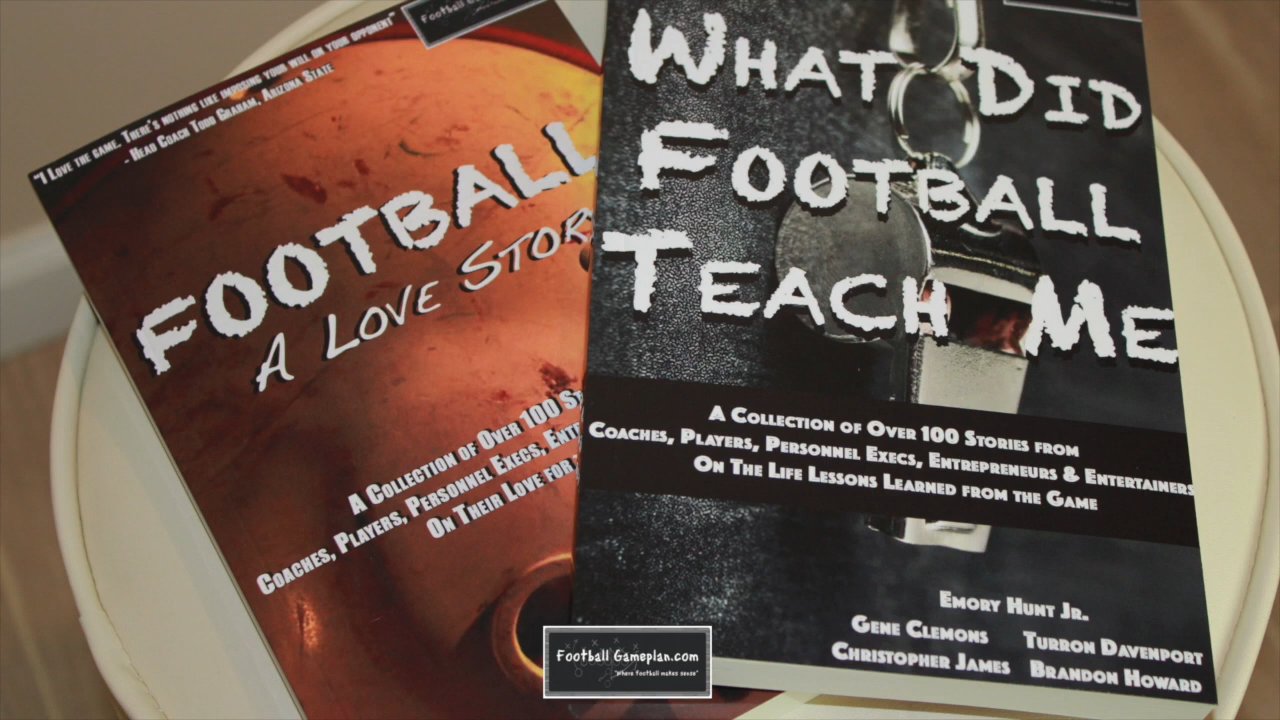 Football Gameplan
"I Love the game. There's nothing like imposing your will on your opponent"
- Head Coach Todd Graham, Arizona State
Football
A Love Stor
A Collection of Over 100 St
Coaches, Players, Personnel Execs, Ent
On Their Love for
What Did
Football
Teach Me
A Collection of Over 100 Stories from
Coaches, Players, Personnel Execs, Entrepreneurs & Entertainers
On The Life Lessons Learned from the Game
Emory Hunt Jr.
Gene Clemons Turron Davenport
Christopher James Brandon Howard
Football Gameplan.com
"Where football makes sense"